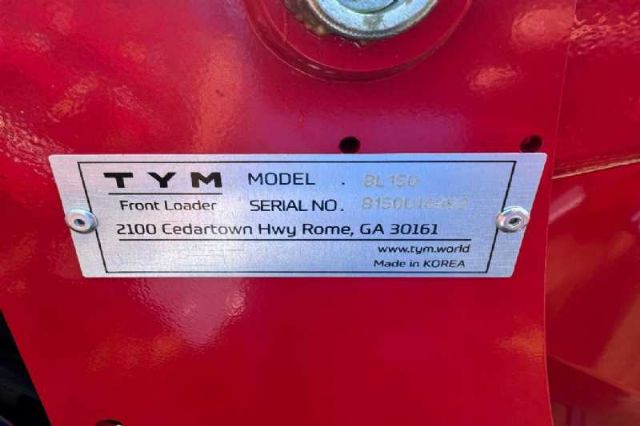 TYM MODEL . BL150
Front Loader SERIAL NO.
2100 Cedartown Hwy Rome, GA 30161
www.tym.world
Made in KOREA